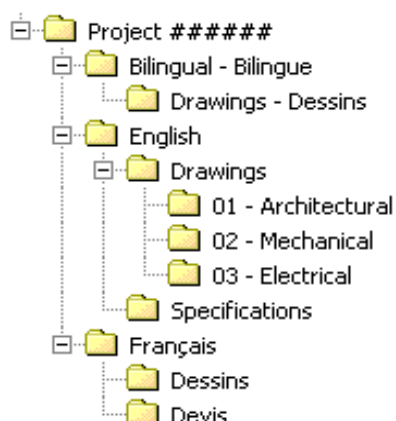 Project ######
Bilingual - Bilingue
Drawings - Dessins
English
Drawings
01 - Architectural
02 - Mechanical
03 - Electrical
Specifications
Français
Dessins
Devis